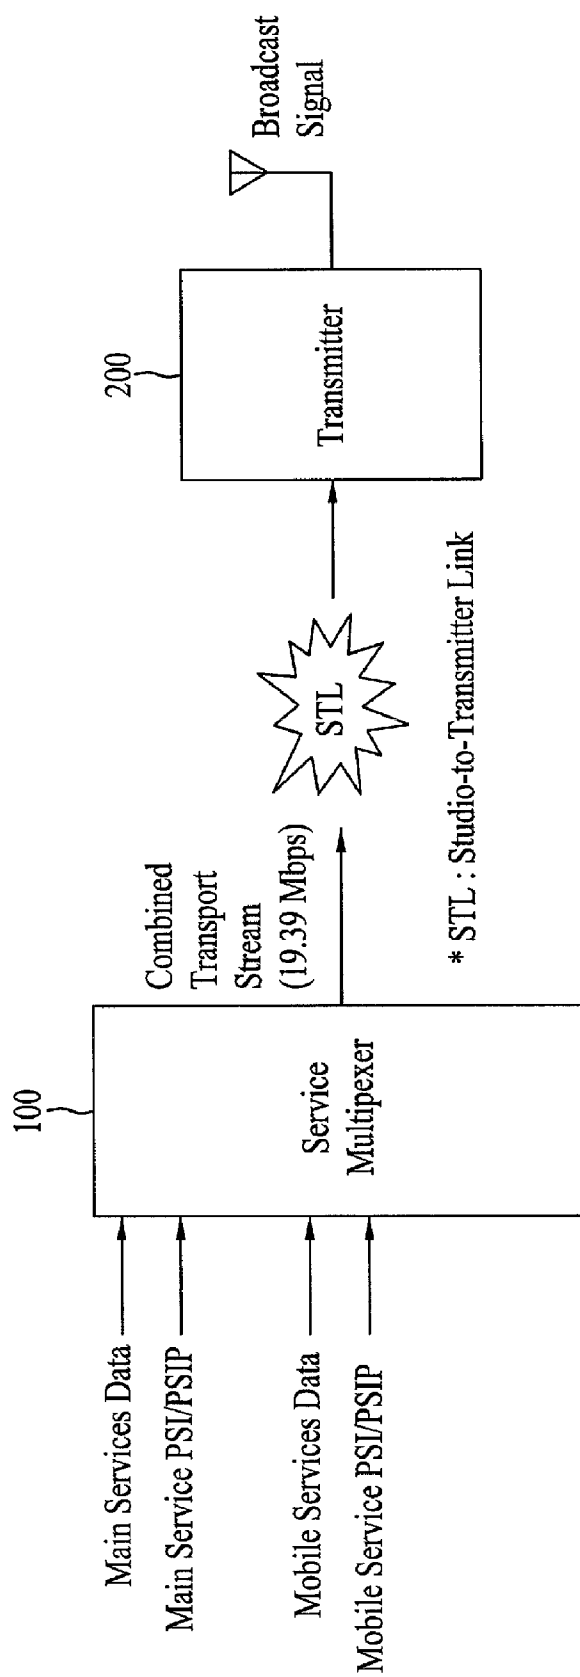 Main Services Data
Main Service PSI/PSIP
Mobile Services Data
Mobile Service PSI/PSIP
100
Service
Multipexer
Combined
Transport
Stream
(19.39 Mbps)
STL
200
Transmitter
Broadcast
Signal
* STL : Studio-to-Transmitter Link